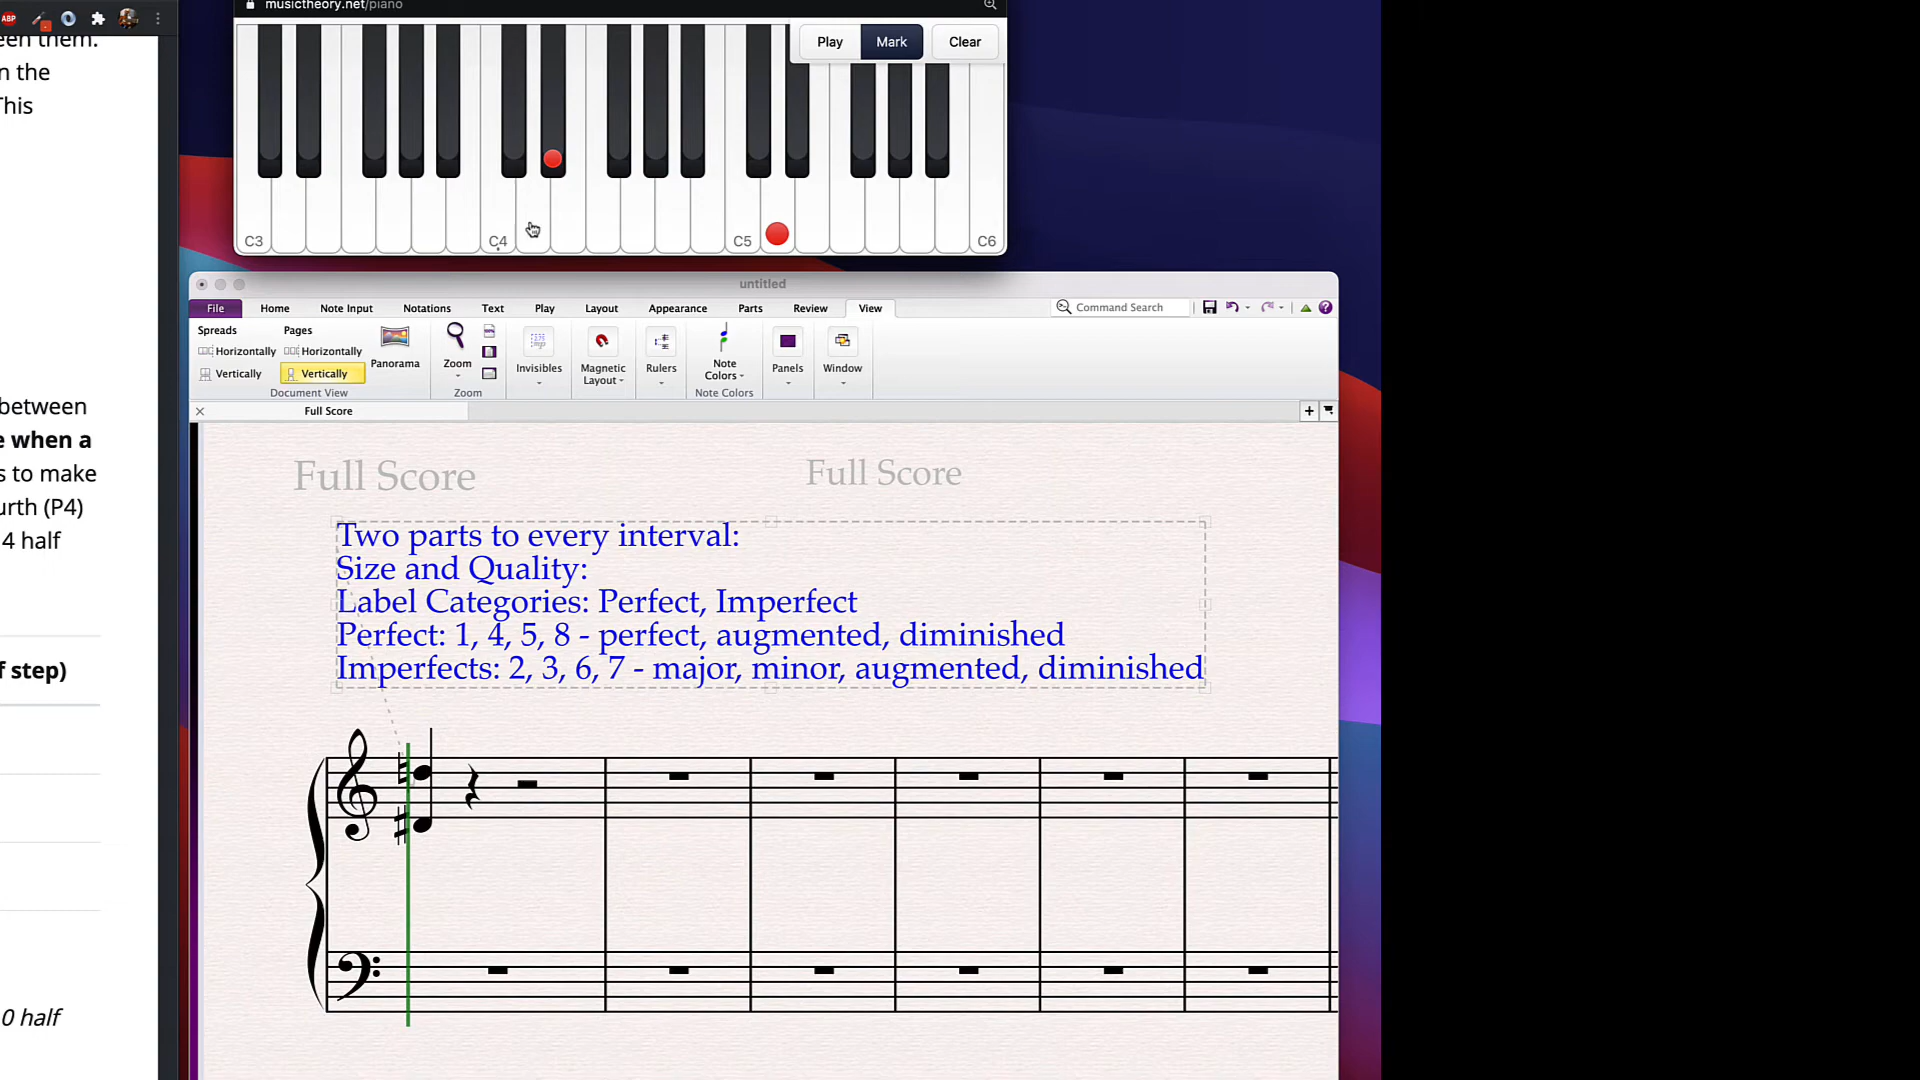 musictheory.net/piano
Play
Mark
Clear
C3
C4
C5
C6
ABP
een them.
n the
This
between
e when a
s to make
urth (P4)
4 half
f step)
0 half
untitled
File
Home
Note Input
Notations
Text
Play
Layout
Appearance
Parts
Review
View
Command Search
Spreads
Pages
Horizontally
Horizontally
Vertically
Vertically
Panorama
Document View
Zoom
Zoom
Invisibles
Magnetic
Layout
Rulers
Note
Colors
Note Colors
Panels
Window
Full Score
Full Score
Full Score
Two parts to every interval:
Size and Quality:
Label Categories: Perfect, Imperfect
Perfect: 1, 4, 5, 8 - perfect, augmented, diminished
Imperfects: 2, 3, 6, 7 - major, minor, augmented, diminished